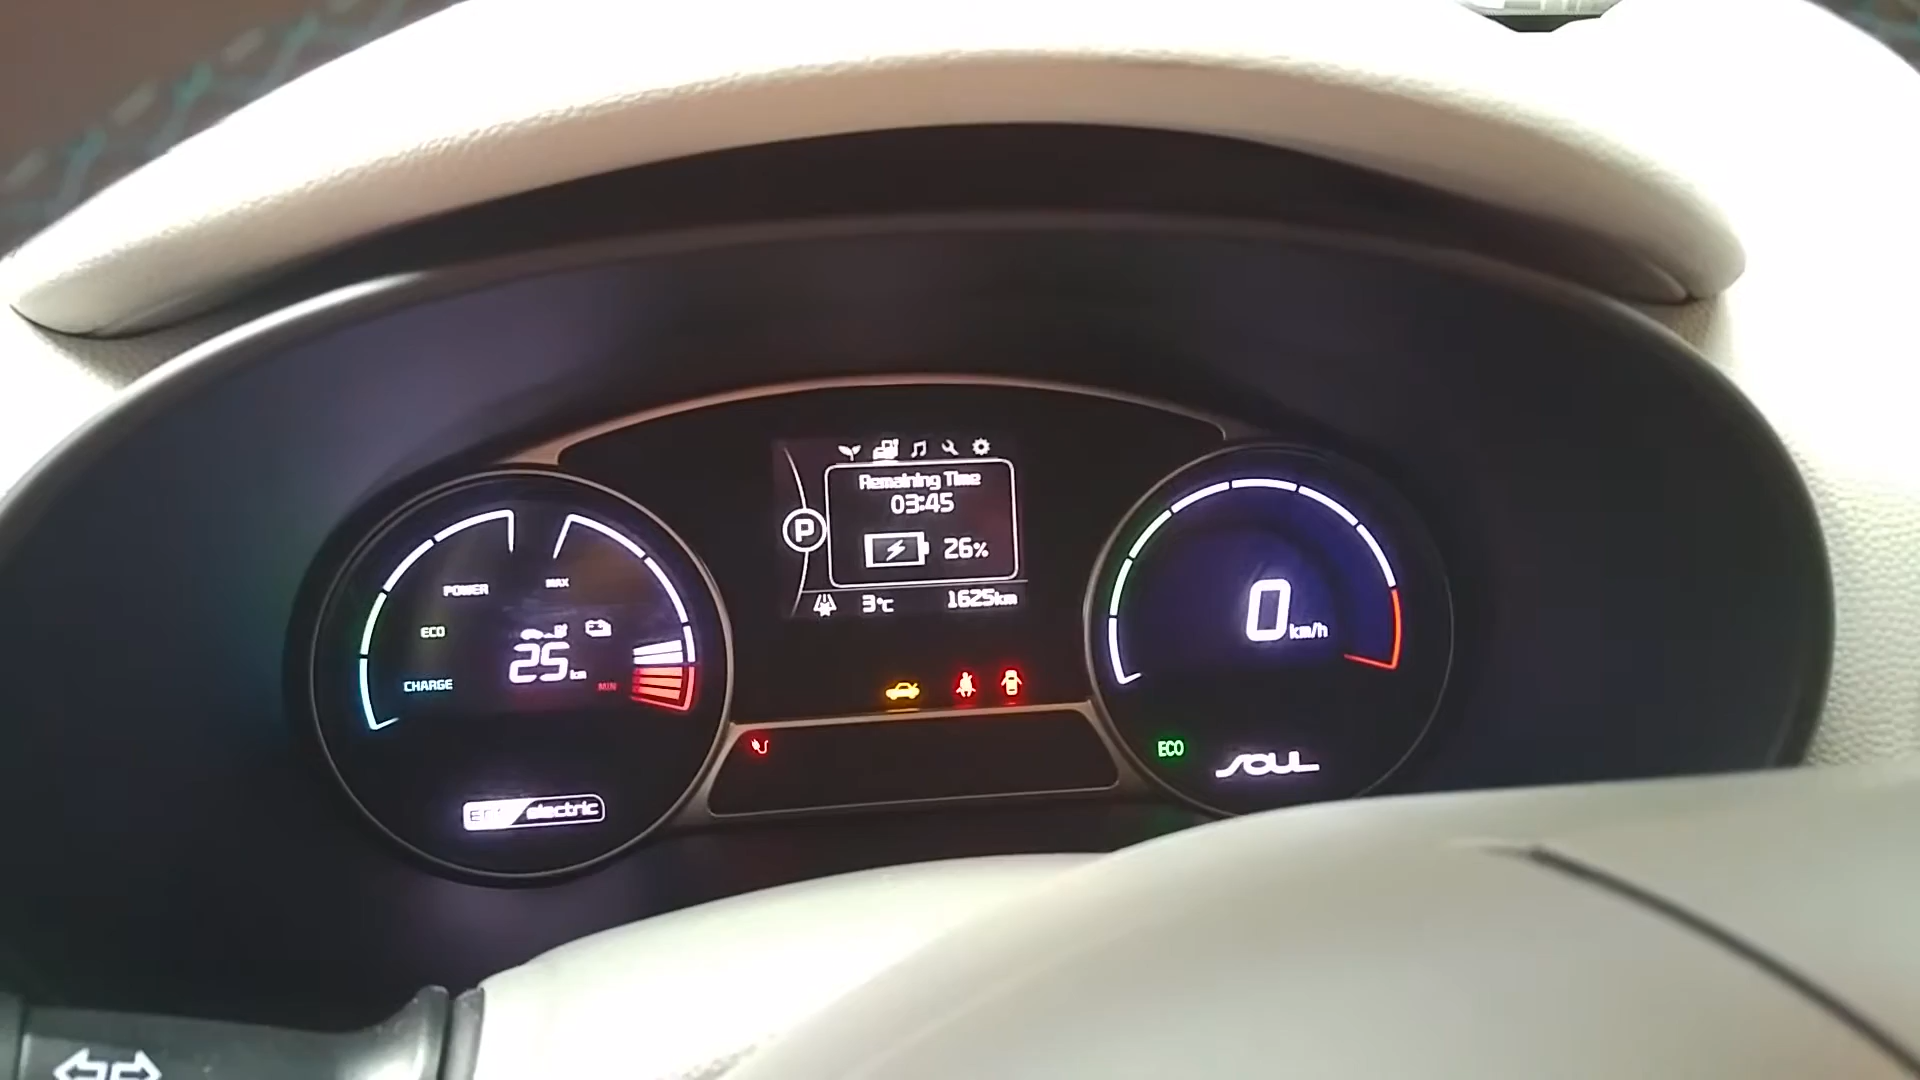 Remaining Time
03:45
P
26%
3°C
1625km
POWER
MAX
ECO
25km
CHARGE
MIN
0km/h
ECO
SOUL
electric